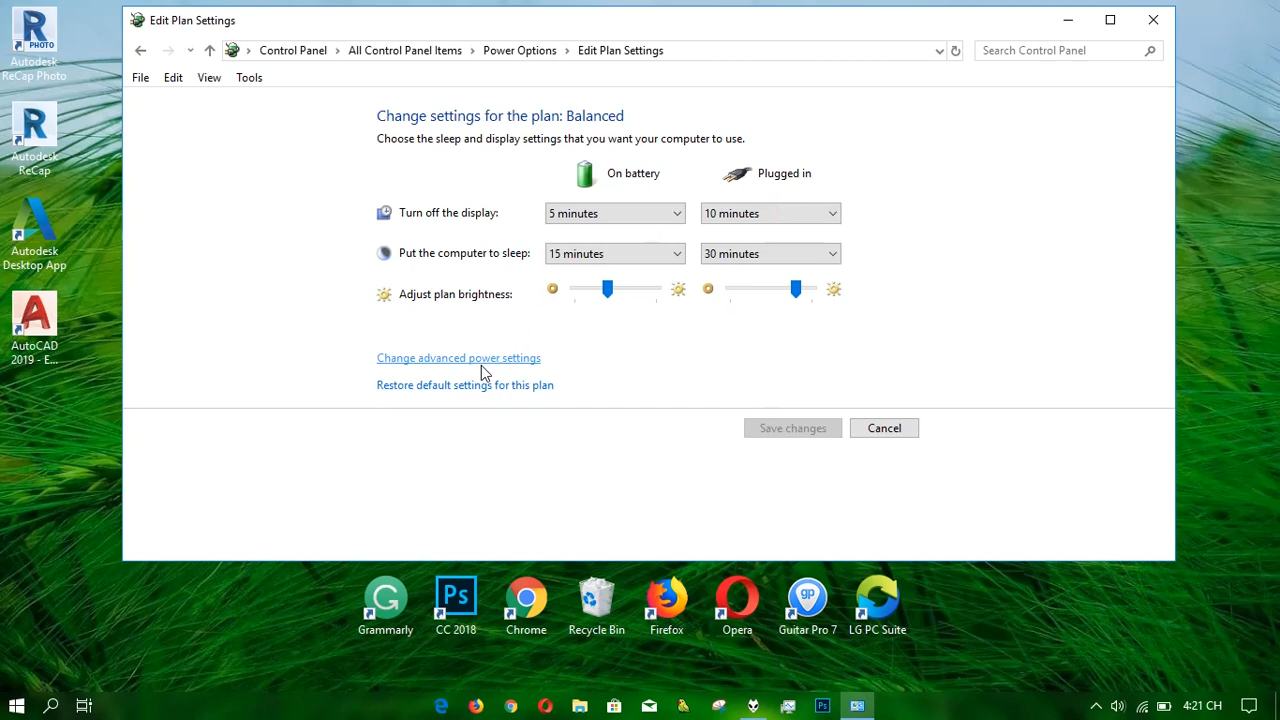 Edit Plan Settings
Control Panel > All Control Panel Items > Power Options > Edit Plan Settings
Search Control Panel
File Edit View Tools
Change settings for the plan: Balanced
Choose the sleep and display settings that you want your computer to use.
On battery Plugged in
Turn off the display: 5 minutes 10 minutes
Put the computer to sleep: 15 minutes 30 minutes
Adjust plan brightness:
Change advanced power settings
Restore default settings for this plan
Save changes Cancel
PHOTO
Autodesk
ReCap Photo
Autodesk
ReCap
Autodesk
Desktop App
AutoCAD
2019 - E...
Ps
gp
Grammarly CC 2018 Chrome Recycle Bin Firefox Opera Guitar Pro 7 LG PC Suite
Ps
4:21 CH